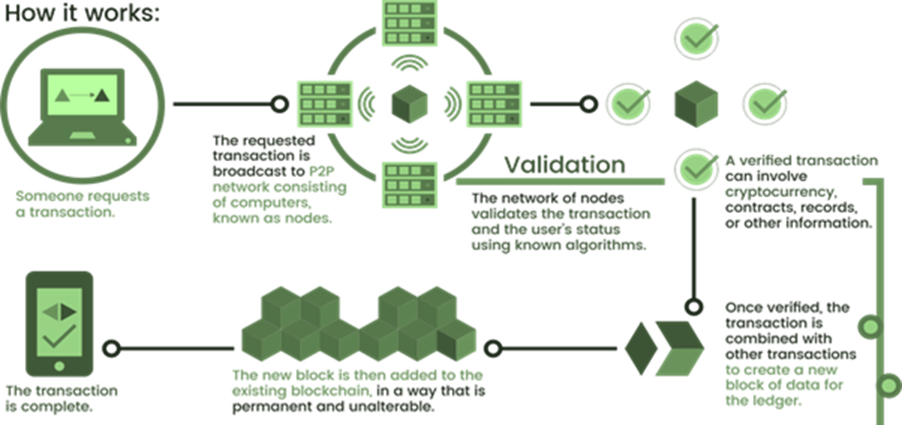 How it works:
Someone requests
a transaction.
The requested
transaction is
broadcast to P2P
network consisting
of computers,
known as nodes.
Validation
The network of nodes
validates the transaction
and the user's status
using known algorithms.
A verified transaction
can involve
cryptocurrency,
contracts, records,
or other information.
Once verified, the
transaction is
combined with
other transactions
to create a new
block of data for
the ledger.
The new block is then added to the
existing blockchain, in a way that is
permanent and unalterable.
The transaction
is complete.